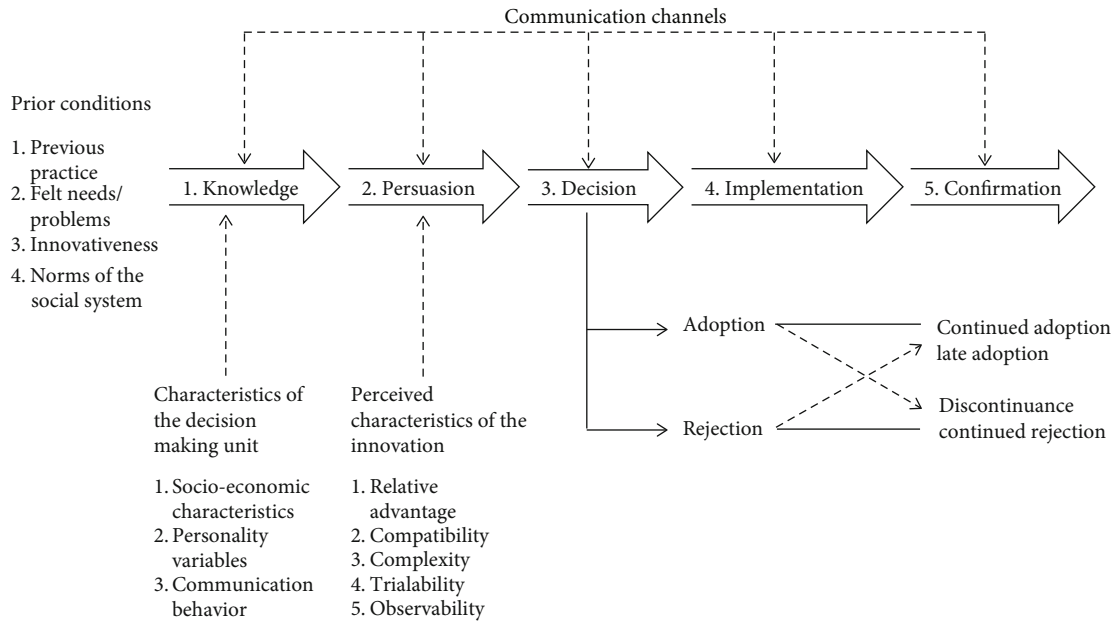 Communication channels
Prior conditions
1. Previous
practice
2. Felt needs/
problems
3. Innovativeness
4. Norms of the
social system
1. Knowledge
2. Persuasion
3. Decision
4. Implementation
5. Confirmation
Adoption
Rejection
Continued adoption
late adoption
Discontinuance
continued rejection
Characteristics of
the decision
making unit
1. Socio-economic
characteristics
2. Personality
variables
3. Communication
behavior
Perceived
characteristics of the
innovation
1. Relative
advantage
2. Compatibility
3. Complexity
4. Trialability
5. Observability